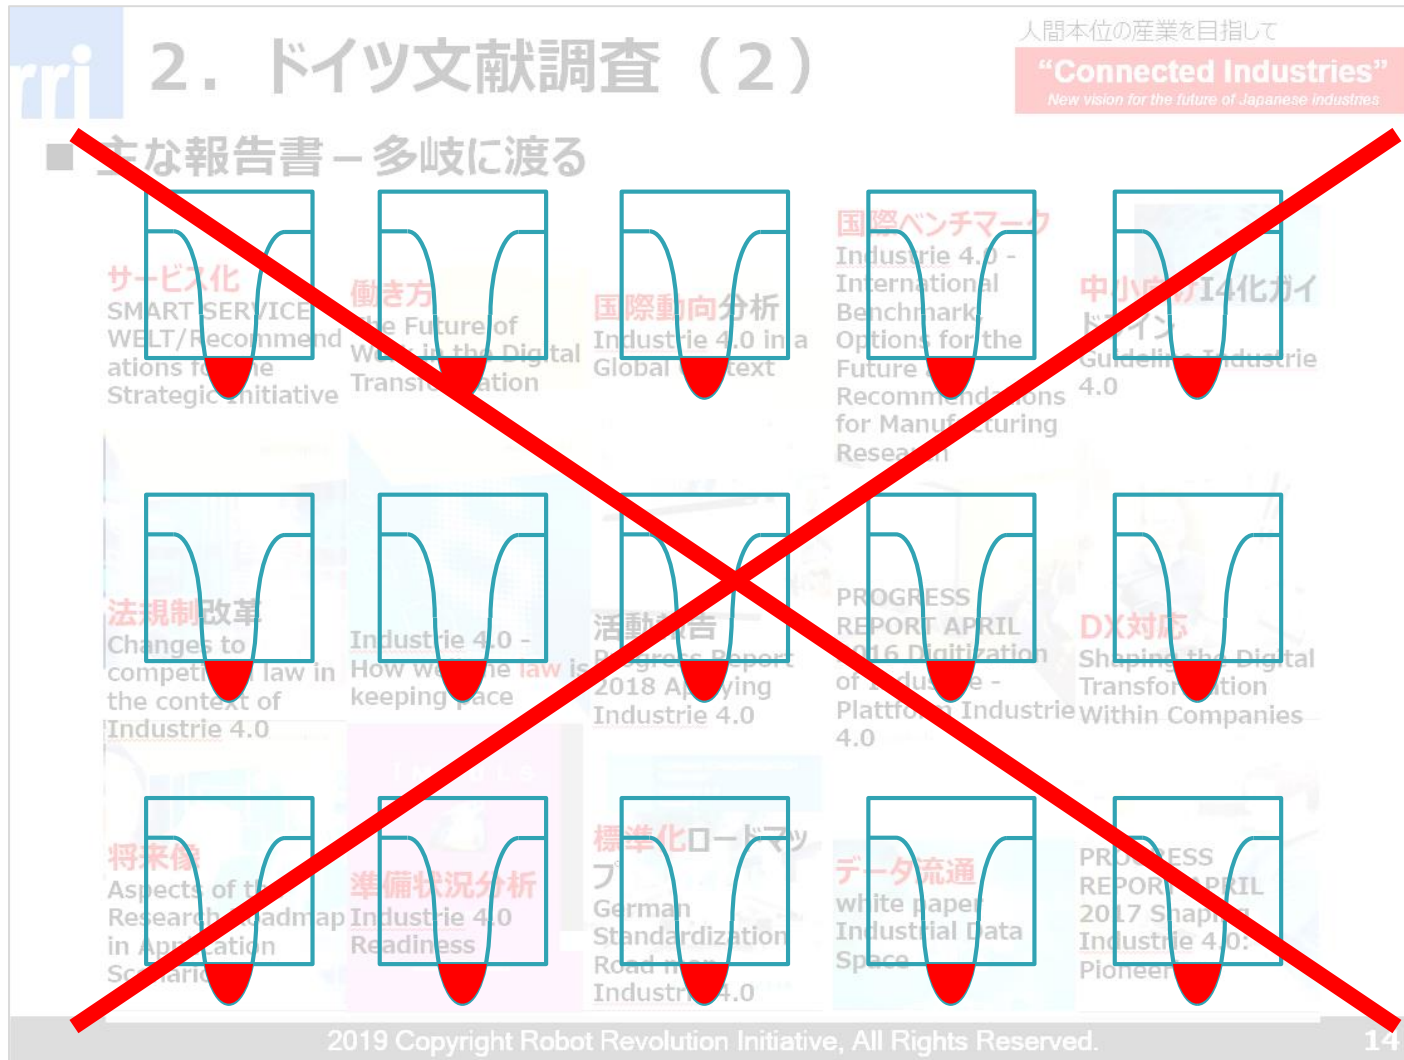 rri
2. ドイツ文献調査（2）
人間本位の産業を目指して
“Connected Industries”
New vision for the future of Japanese industries
■ 主な報告書 – 多岐に渡る
サービス化
SMART SERVICE
WELT/Recommend
ations for the
Strategic Initiative
働き方
The Future of
Work in the Digital
Transformation
国際動向分析
Industrie 4.0 in a
Global Context
国際ベンチマーク
Industrie 4.0 -
International
Benchmark,
Options for the
Future
Recommendations
for Manufacturing
Research
中小向けI4化ガイ
ドライン
Guideline Industrie
4.0
法規制改革
Changes to
competition law in
the context of
Industrie 4.0
Industrie 4.0 -
How well the law is
keeping pace
活動報告
Progress Report
2018 Applying
Industrie 4.0
PROGRESS
REPORT APRIL
2016 Digitization
of Industrie -
Plattform Industrie
4.0
DX対応
Shaping the Digital
Transformation
Within Companies
将来像
Aspects of the
Research Roadmap
in Application
Scenarios
準備状況分析
Industrie 4.0
Readiness
標準化ロードマッ
プ
German
Standardization
Road map
Industrie 4.0
データ流通
white paper
Industrial Data
Space
PROGRESS
REPORT APRIL
2017 Shaping
Industrie 4.0:
Pioneer
2019 Copyright Robot Revolution Initiative, All Rights Reserved.
14